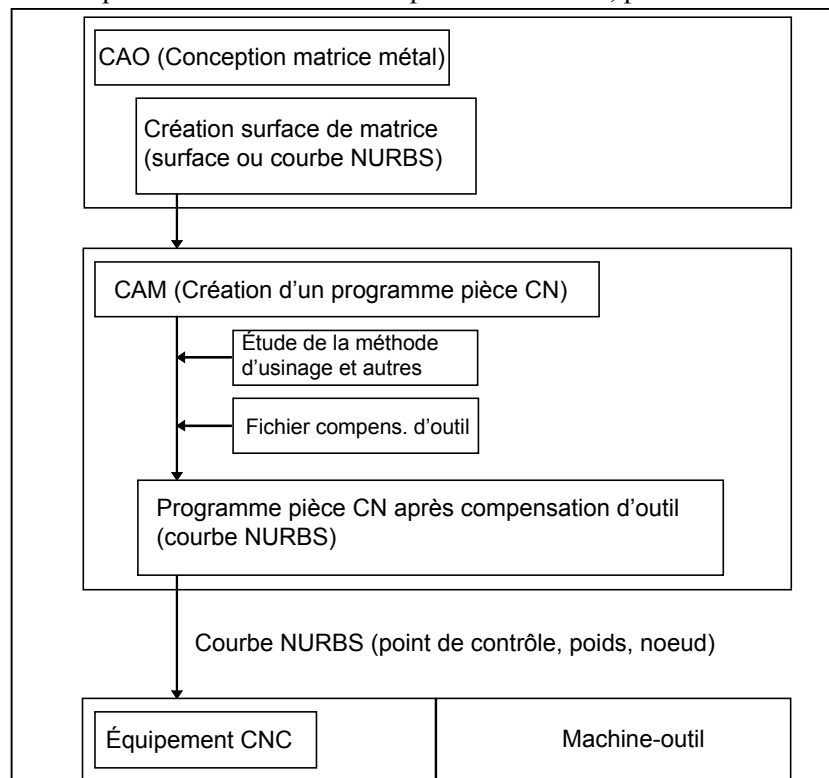 CAO (Conception matrice métal)
Création surface de matrice
(surface ou courbe NURBS)
CAM (Création d’un programme pièce CN)
Étude de la méthode
d’usinage et autres
Fichier compens. d’outil
Programme pièce CN après compensation d’outil
(courbe NURBS)
Courbe NURBS (point de contrôle, poids, noeud)
Équipement CNC
Machine-outil